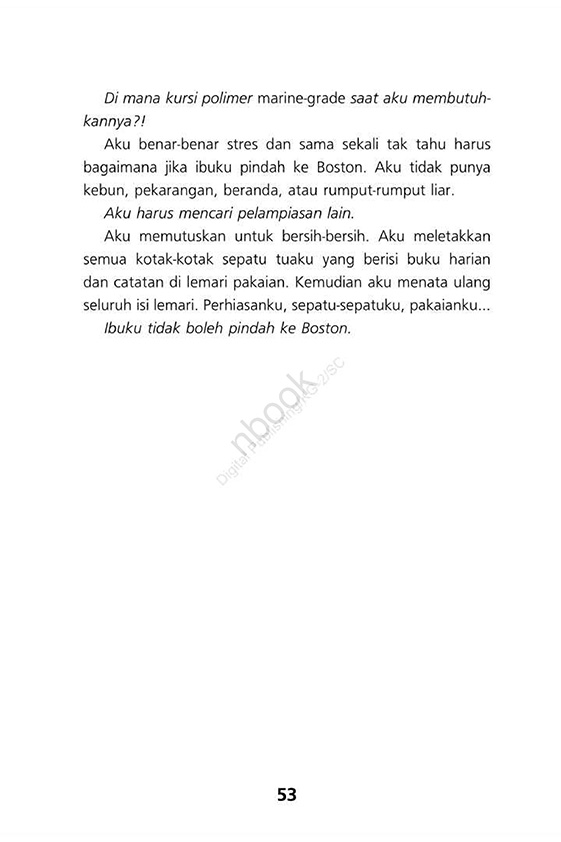 Di mana kursi polimer marine-grade saat aku membutuh-
kannya?!
Aku benar-benar stres dan sama sekali tak tahu harus
bagaimana jika ibuku pindah ke Boston. Aku tidak punya
kebun, pekarangan, beranda, atau rumput-rumput liar.
Aku harus mencari pelampiasan lain.
Aku memutuskan untuk bersih-bersih. Aku meletakkan
semua kotak-kotak sepatu tuaku yang berisi buku harian
dan catatan di lemari pakaian. Kemudian aku menata ulang
seluruh isi lemari. Perhiasanku, sepatu-sepatuku, pakaianku...
Ibuku tidak boleh pindah ke Boston.
nbook
Digital Publishing/KG-2/SC
53